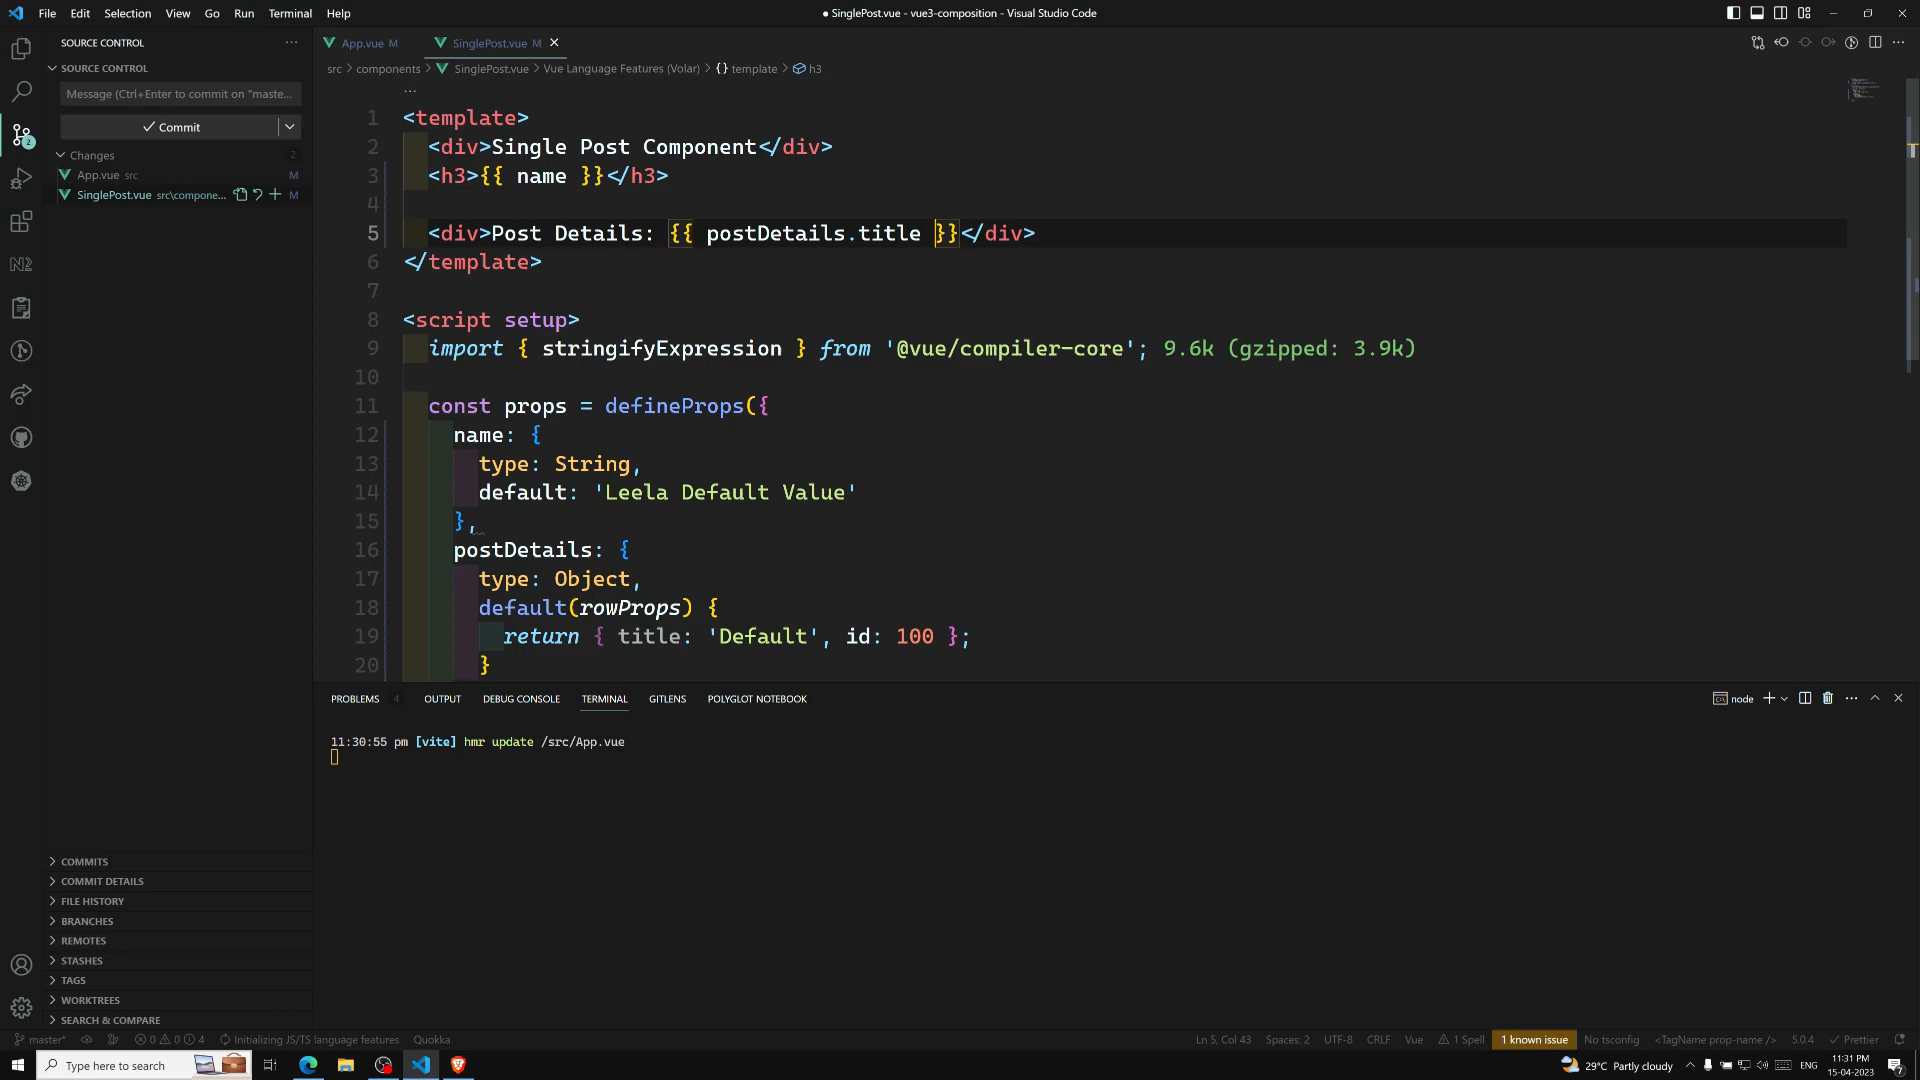 File Edit Selection View Go Run Terminal Help
● SinglePost.vue - vue3-composition - Visual Studio Code
SOURCE CONTROL
SOURCE CONTROL
Message (Ctrl+Enter to commit on "maste...
Commit
Changes 2
App.vue src M
SinglePost.vue src\compone... M
2
App.vue M
SinglePost.vue M
src > components > SinglePost.vue > Vue Language Features (Volar) > {} template > h3
...
1 <template>
2 <div>Single Post Component</div>
3 <h3>{{ name }}</h3>
4
5 <div>Post Details: {{ postDetails.title }}</div>
6 </template>
7
8 <script setup>
9 import { stringifyExpression } from '@vue/compiler-core'; 9.6k (gzipped: 3.9k)
10
11 const props = defineProps({
12 name: {
13 type: String,
14 default: 'Leela Default Value'
15 },
16 postDetails: {
17 type: Object,
18 default(rowProps) {
19 return { title: 'Default', id: 100 };
20 }
PROBLEMS 4 OUTPUT DEBUG CONSOLE TERMINAL GITLENS POLYGLOT NOTEBOOK
node
11:30:55 pm [vite] hmr update /src/App.vue
COMMITS
COMMIT DETAILS
FILE HISTORY
BRANCHES
REMOTES
STASHES
TAGS
WORKTREES
SEARCH & COMPARE
master* 0 0 4 Initializing JS/TS language features Quokka
Ln 5, Col 43 Spaces: 2 UTF-8 CRLF Vue 1 Spell 1 known issue No tsconfig <TagName prop-name /> 5.0.4 Prettier
Type here to search
29°C Partly cloudy ENG
11:31 PM
15-04-2023
7